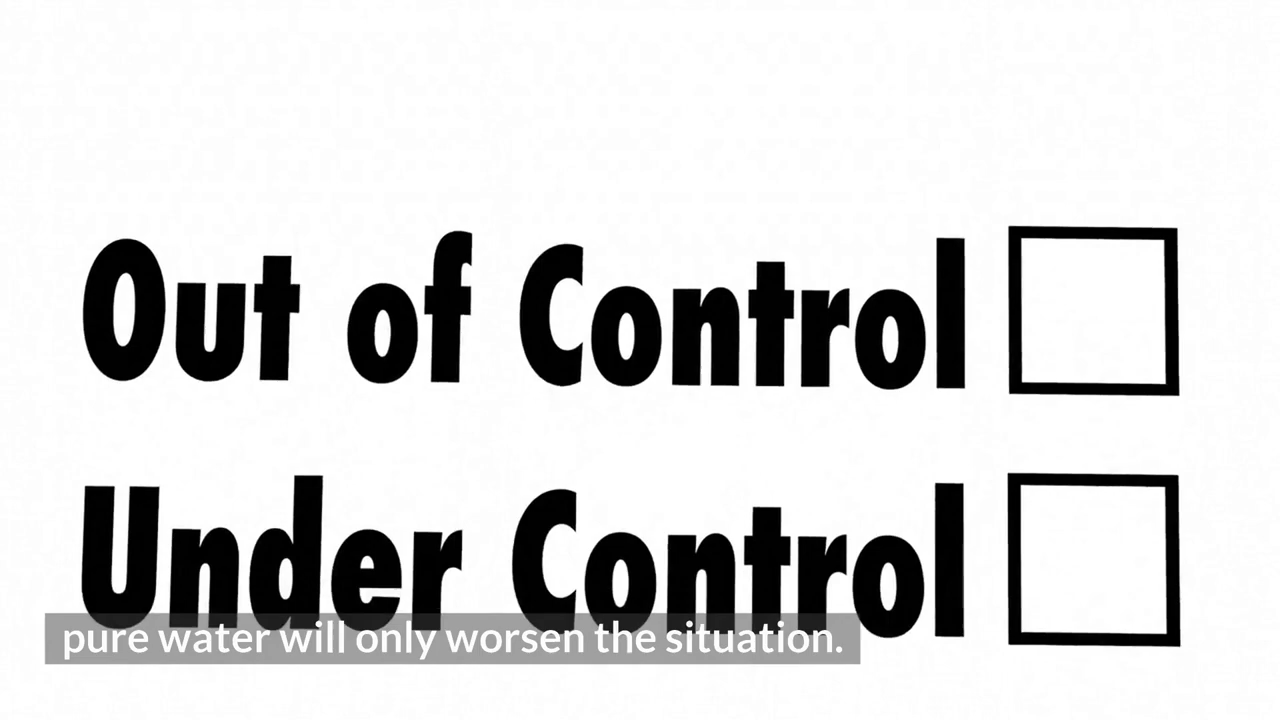 Out of Control
Under Control
pure water will only worsen the situation.